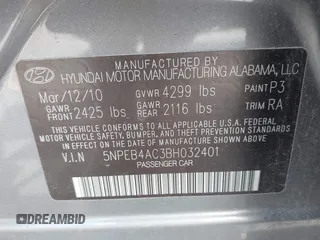 MANUFACTURED BY
HYUNDAI MOTOR MANUFACTURING ALABAMA, LLC
Mar/12/10 GVWR 4299 lbs PAINT P3
GAWR FRONT 2425 lbs GAWR REAR 2116 lbs TRIM RA
THIS VEHICLE CONFORMS TO ALL APPLICABLE U.S. FEDERAL MOTOR
VEHICLE SAFETY, BUMPER, AND THEFT PREVENTION STANDARDS IN
EFFECT ON THE DATE OF MANUFACTURE SHOWN ABOVE.
V.I.N 5NPEB4AC3BH032401
PASSENGER CAR
DREAMBID